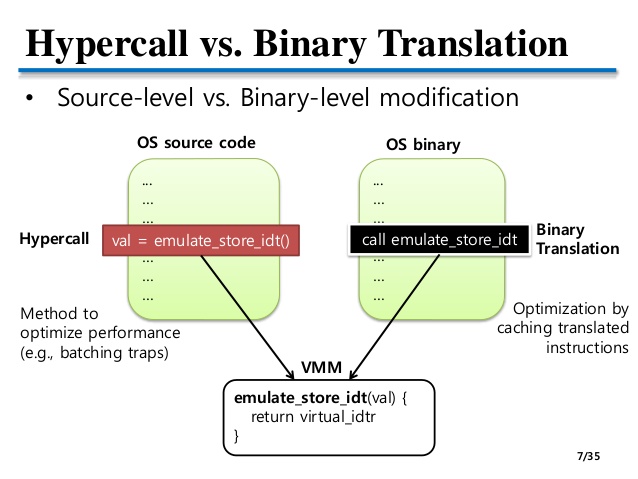 Hypercall vs. Binary Translation
• Source-level vs. Binary-level modification
OS source code
...
...
...
Hypercall
val = emulate_store_idt()
...
...
...
Method to
optimize performance
(e.g., batching traps)
OS binary
...
...
...
call emulate_store_idt
Binary
Translation
...
...
...
Optimization by
caching translated
instructions
VMM
emulate_store_idt(val) {
return virtual_idtr
}
7/35